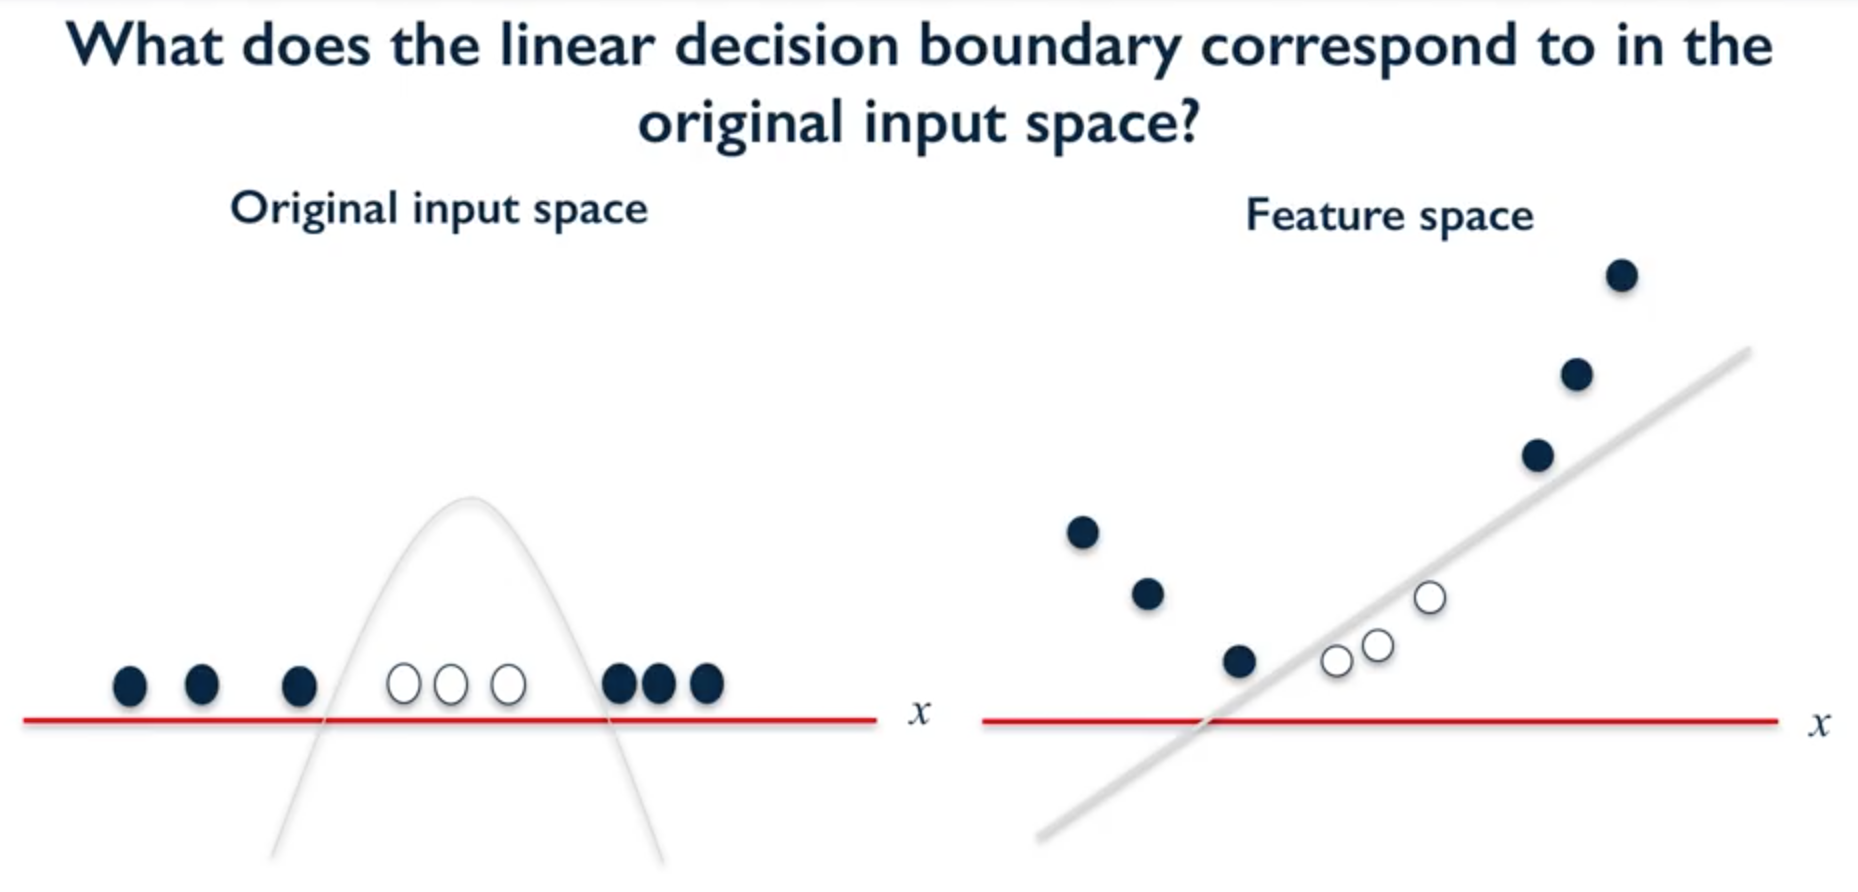 What does the linear decision boundary correspond to in the
original input space?
Original input space
Feature space
x
x